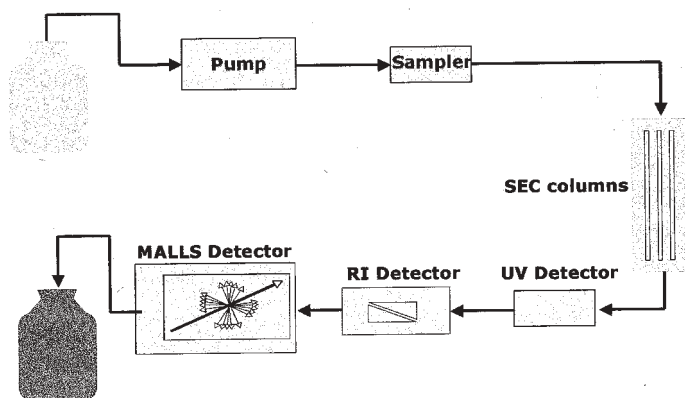 Pump
Sampler
SEC columns
MALLS Detector
RI Detector
UV Detector